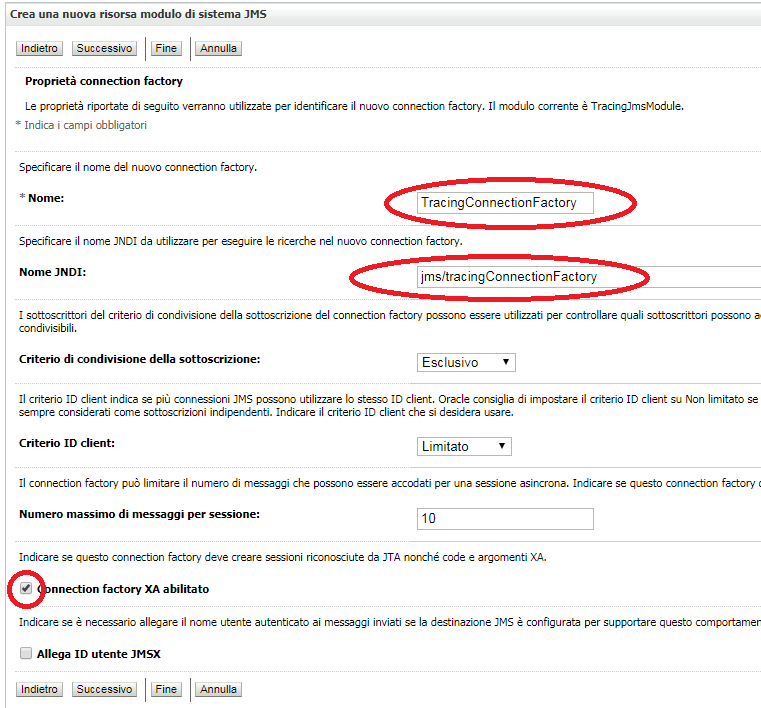 Crea una nuova risorsa modulo di sistema JMS
Indietro Successivo Fine Annulla
Proprietà connection factory
Le proprietà riportate di seguito verranno utilizzate per identificare il nuovo connection factory. Il modulo corrente è TracingJmsModule.
* Indica i campi obbligatori
Specificare il nome del nuovo connection factory.
* Nome: TracingConnectionFactory
Specificare il nome JNDI da utilizzare per eseguire le ricerche nel nuovo connection factory.
Nome JNDI: jms/tracingConnectionFactory
I sottoscrittori del criterio di condivisione della sottoscrizione del connection factory possono essere utilizzati per controllare quali sottoscrittori possono a
condivisibili.
Criterio di condivisione della sottoscrizione: Esclusivo
Il criterio ID client indica se più connessioni JMS possono utilizzare lo stesso ID client. Oracle consiglia di impostare il criterio ID client su Non limitato se
sempre considerati come sottoscrizioni indipendenti. Indicare il criterio ID client che si desidera usare.
Criterio ID client: Limitato
Il connection factory può limitare il numero di messaggi che possono essere accodati per una sessione asincrona. Indicare se questo connection factory
Numero massimo di messaggi per sessione: 10
Indicare se questo connection factory deve creare sessioni riconosciute da JTA nonché code e argomenti XA.
Connection factory XA abilitato
Indicare se è necessario allegare il nome utente autenticato ai messaggi inviati se la destinazione JMS è configurata per supportare questo comportamen
Allega ID utente JMSX
Indietro Successivo Fine Annulla